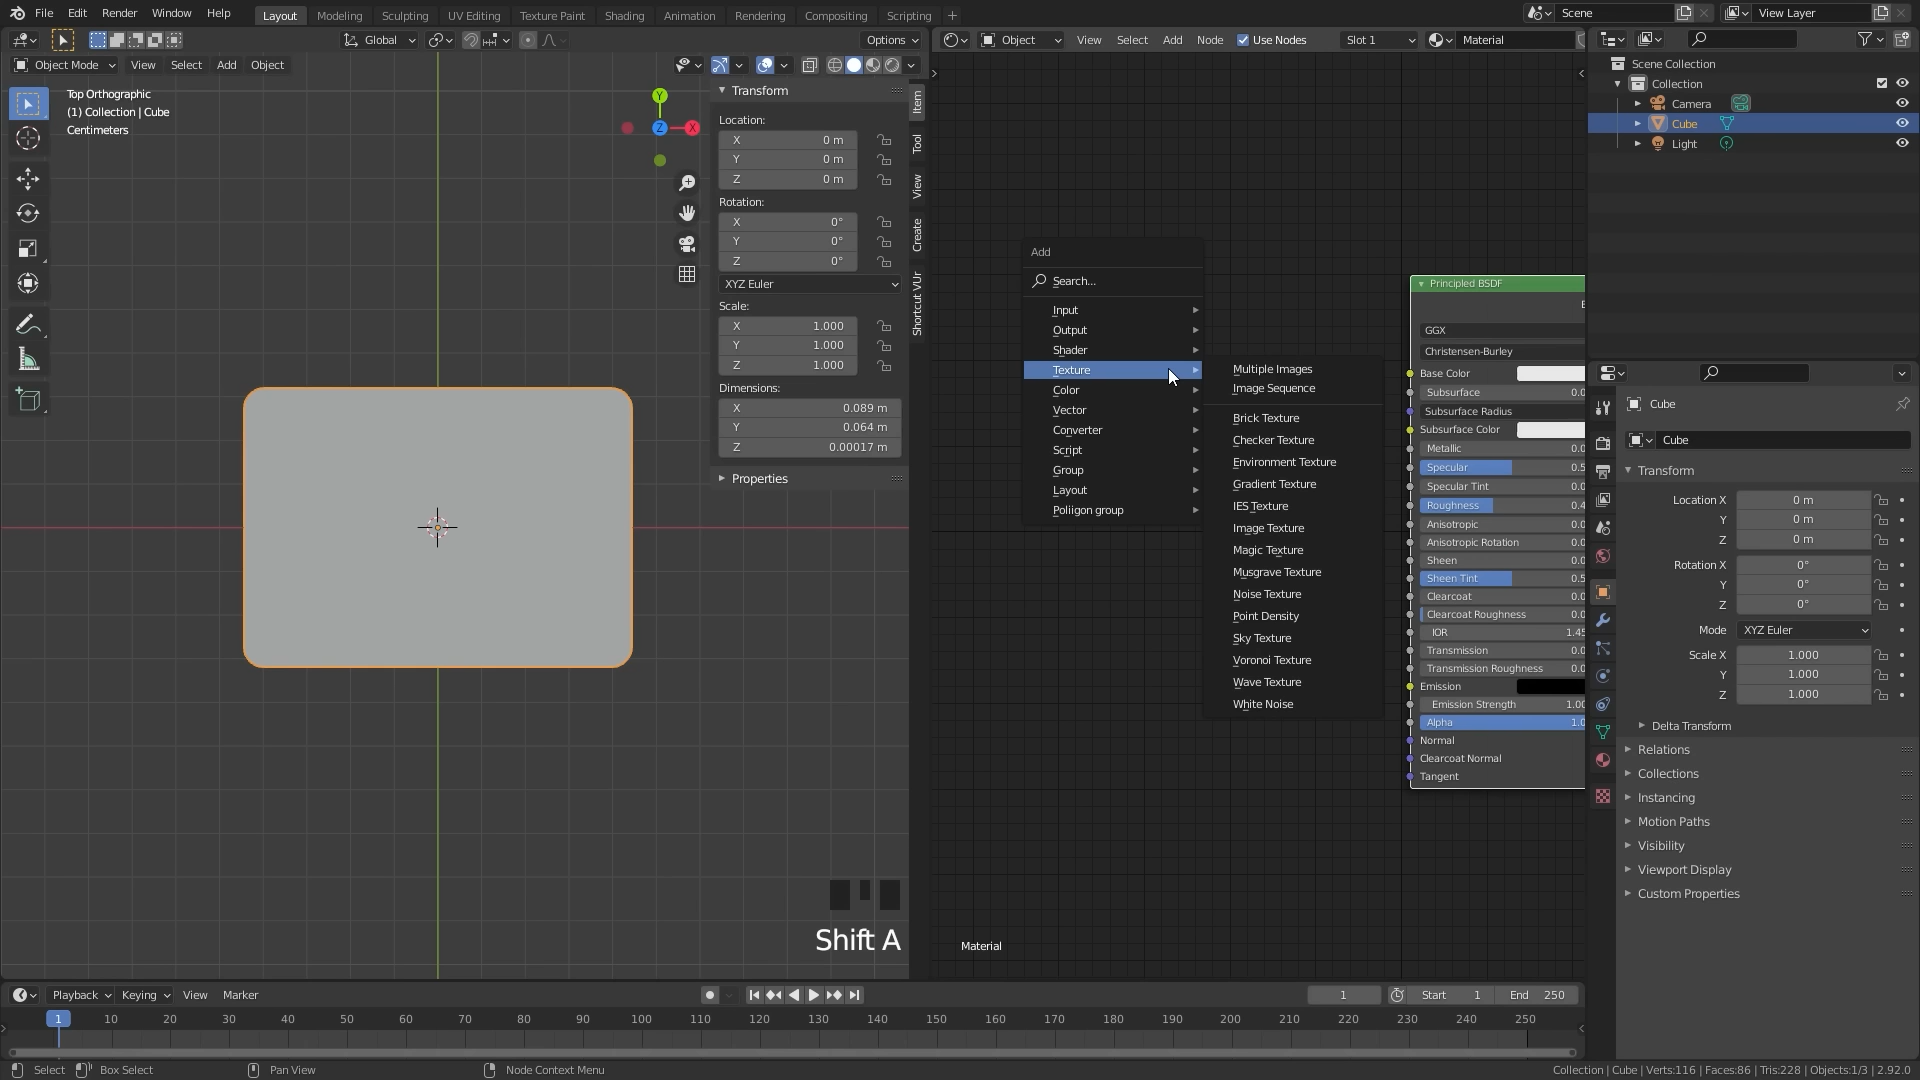 File Edit Render Window Help Layout Modeling Sculpting UV Editing Texture Paint Shading Animation Rendering Compositing Scripting + Scene View Layer
Global Options Object View Select Add Node Use Nodes Slot 1 Material
Object Mode View Select Add Object
Top Orthographic
(1) Collection | Cube
Centimeters
Y
Z
X
Transform
Location:
X 0 m
Y 0 m
Z 0 m
Rotation:
X 0°
Y 0°
Z 0°
XYZ Euler
Scale:
X 1.000
Y 1.000
Z 1.000
Dimensions:
X 0.089 m
Y 0.064 m
Z 0.00017 m
Properties
Item
Tool
View
Create
Shortcut VUr
Shift A
Add
Search...
Input
Output
Shader
Texture
Color
Vector
Converter
Script
Group
Layout
Poliigon group
Multiple Images
Image Sequence
Brick Texture
Checker Texture
Environment Texture
Gradient Texture
IES Texture
Image Texture
Magic Texture
Musgrave Texture
Noise Texture
Point Density
Sky Texture
Voronoi Texture
Wave Texture
White Noise
Principled BSDF
GGX
Christensen-Burley
Base Color
Subsurface 0.0
Subsurface Radius
Subsurface Color
Metallic 0.0
Specular 0.5
Specular Tint 0.0
Roughness 0.4
Anisotropic 0.0
Anisotropic Rotation 0.0
Sheen 0.0
Sheen Tint 0.5
Clearcoat 0.0
Clearcoat Roughness 0.0
IOR 1.45
Transmission 0.0
Transmission Roughness 0.0
Emission
Emission Strength 1.00
Alpha 1.0
Normal
Clearcoat Normal
Tangent
Material
Scene Collection
Collection
Camera
Cube
Light
Cube
Cube
Transform
Location X 0 m
Y 0 m
Z 0 m
Rotation X 0°
Y 0°
Z 0°
Mode XYZ Euler
Scale X 1.000
Y 1.000
Z 1.000
Delta Transform
Relations
Collections
Instancing
Motion Paths
Visibility
Viewport Display
Custom Properties
Playback Keying View Marker 1 Start 1 End 250
1 10 20 30 40 50 60 70 80 90 100 110 120 130 140 150 160 170 180 190 200 210 220 230 240 250
Select Box Select Pan View Node Context Menu Collection | Cube | Verts:116 | Faces:86 | Tris:228 | Objects:1/3 | 2.92.0